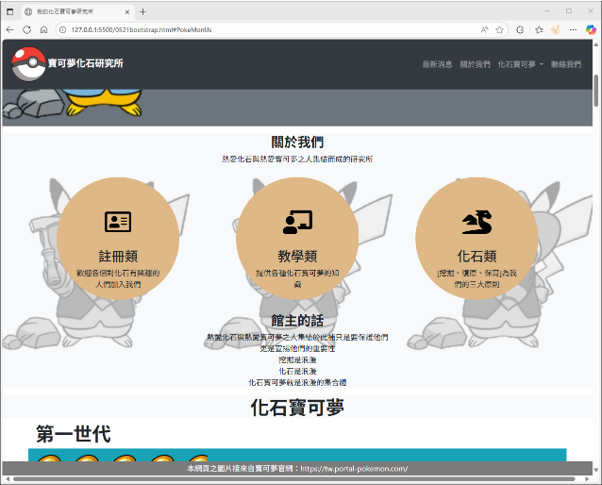 我的化石寶可夢研究所
127.0.0.1:5500/0521bootstrap.html#PokeMonUs
寶可夢化石研究所
最新消息 關於我們 化石寶可夢 聯絡我們
關於我們
熱愛化石與熱愛寶可夢之人集結而成的研究所
註冊類
歡迎各個對化石有興趣的
人們加入我們
教學類
提供各種化石寶可夢的知
識
化石類
[挖掘、復原、保育]為我
們的三大原則
館主的話
熱愛化石與熱愛寶可夢之人集結於此
只是要保護他們
更是宣揚他們的重要性
挖掘是浪漫
化石是浪漫
化石寶可夢就是浪漫的集合體
化石寶可夢
第一世代
本網頁之圖片接來自寶可夢官網：https://tw.portal-pokemon.com/